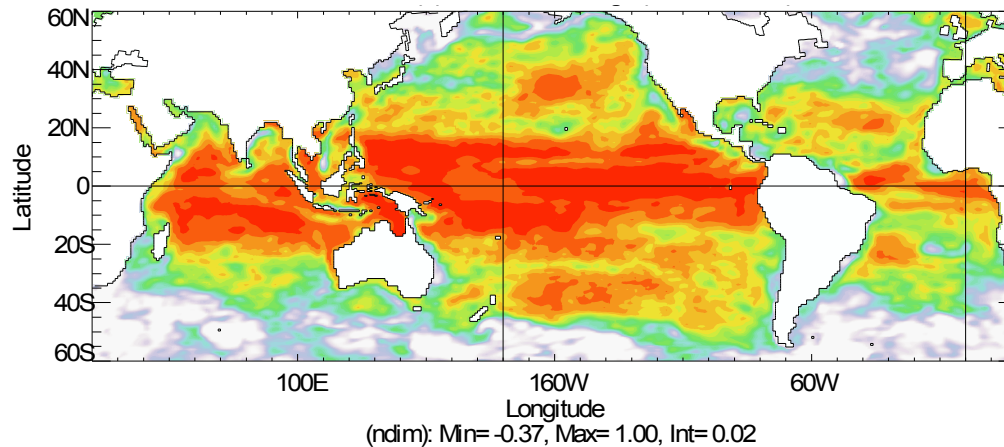 60N
40N
20N
0
20S
40S
60S
Latitude
100E 160W 60W
Longitude
(ndim): Min= -0.37, Max= 1.00, Int= 0.02